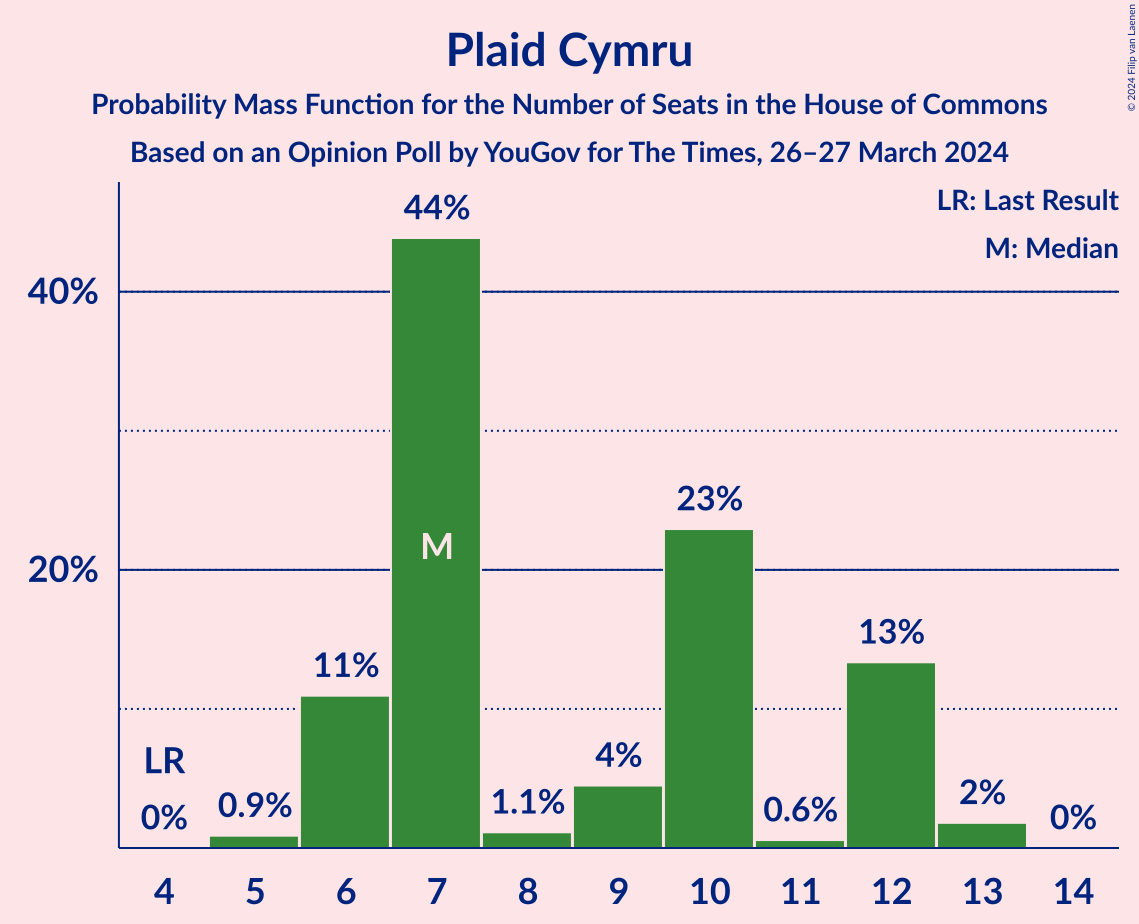 Plaid Cymru
Probability Mass Function for the Number of Seats in the House of Commons
Based on an Opinion Poll by YouGov for The Times, 26–27 March 2024
© 2024 Filip van Laenen
LR: Last Result
M: Median
44%
40%
23%
M
20%
13%
11%
LR
4%
2%
0%
0.9%
1.1%
0.6%
0%
4 5 6 7 8 9 10 11 12 13 14